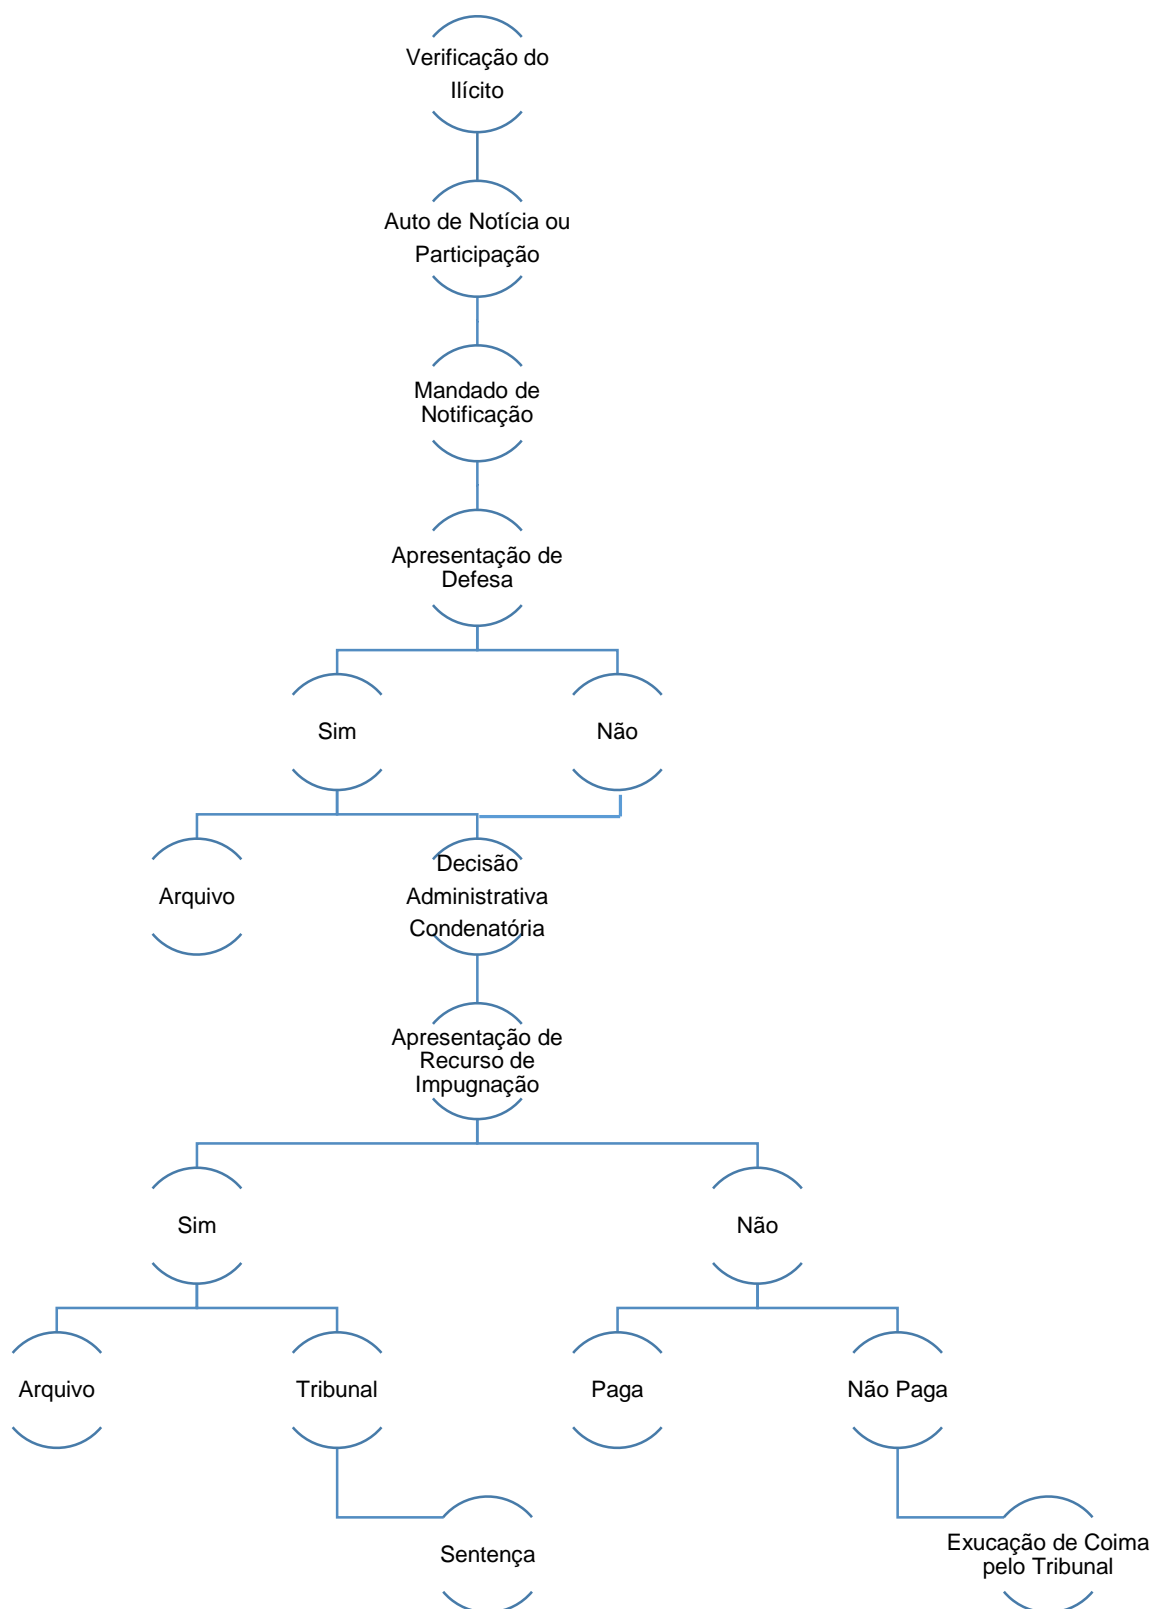 Verificação do
Ilícito
Auto de Notícia ou
Participação
Mandado de
Notificação
Apresentação de
Defesa
Sim
Não
Arquivo
Decisão
Administrativa
Condenatória
Apresentação de
Recurso de
Impugnação
Sim
Não
Arquivo
Tribunal
Paga
Não Paga
Sentença
Exucação de Coima
pelo Tribunal